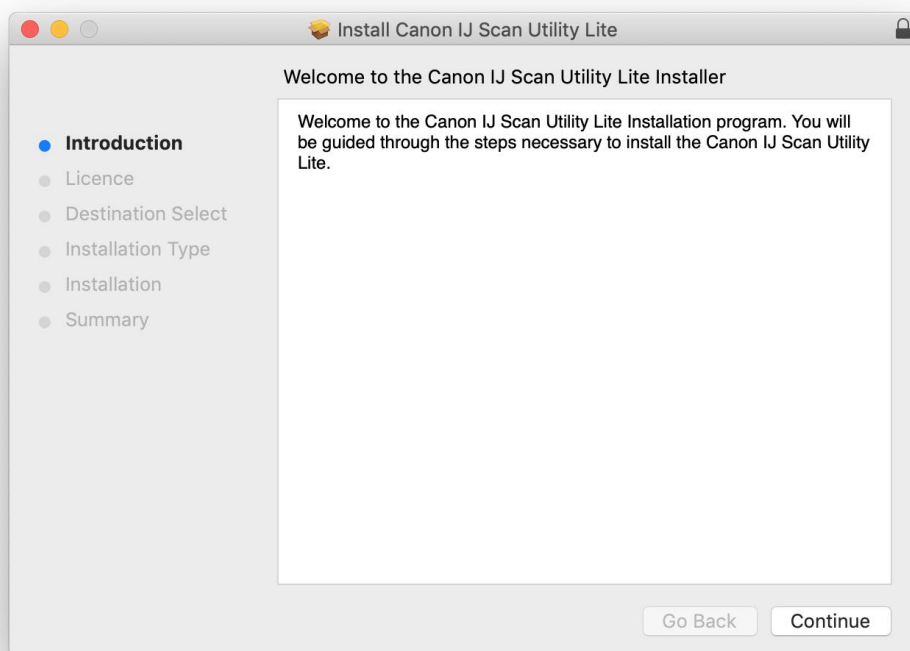 Install Canon IJ Scan Utility Lite
Welcome to the Canon IJ Scan Utility Lite Installer
Introduction
Licence
Destination Select
Installation Type
Installation
Summary
Welcome to the Canon IJ Scan Utility Lite Installation program. You will
be guided through the steps necessary to install the Canon IJ Scan Utility
Lite.
Go Back
Continue